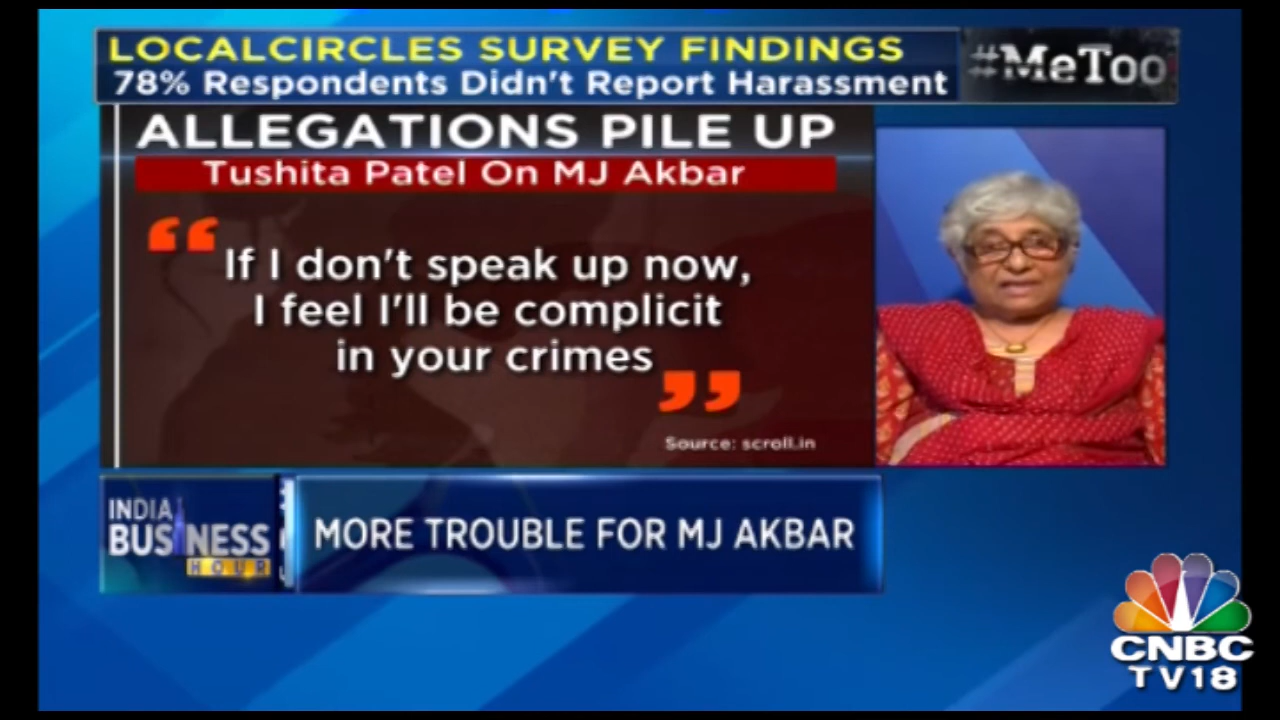 LOCALCIRCLES SURVEY FINDINGS
78% Respondents Didn't Report Harassment
#MeToo
ALLEGATIONS PILE UP
Tushita Patel On MJ Akbar
“If I don't speak up now,
I feel I'll be complicit
in your crimes”
Source: scroll.in
INDIA
BUSINESS
HOUR
MORE TROUBLE FOR MJ AKBAR
CNBC
TV18